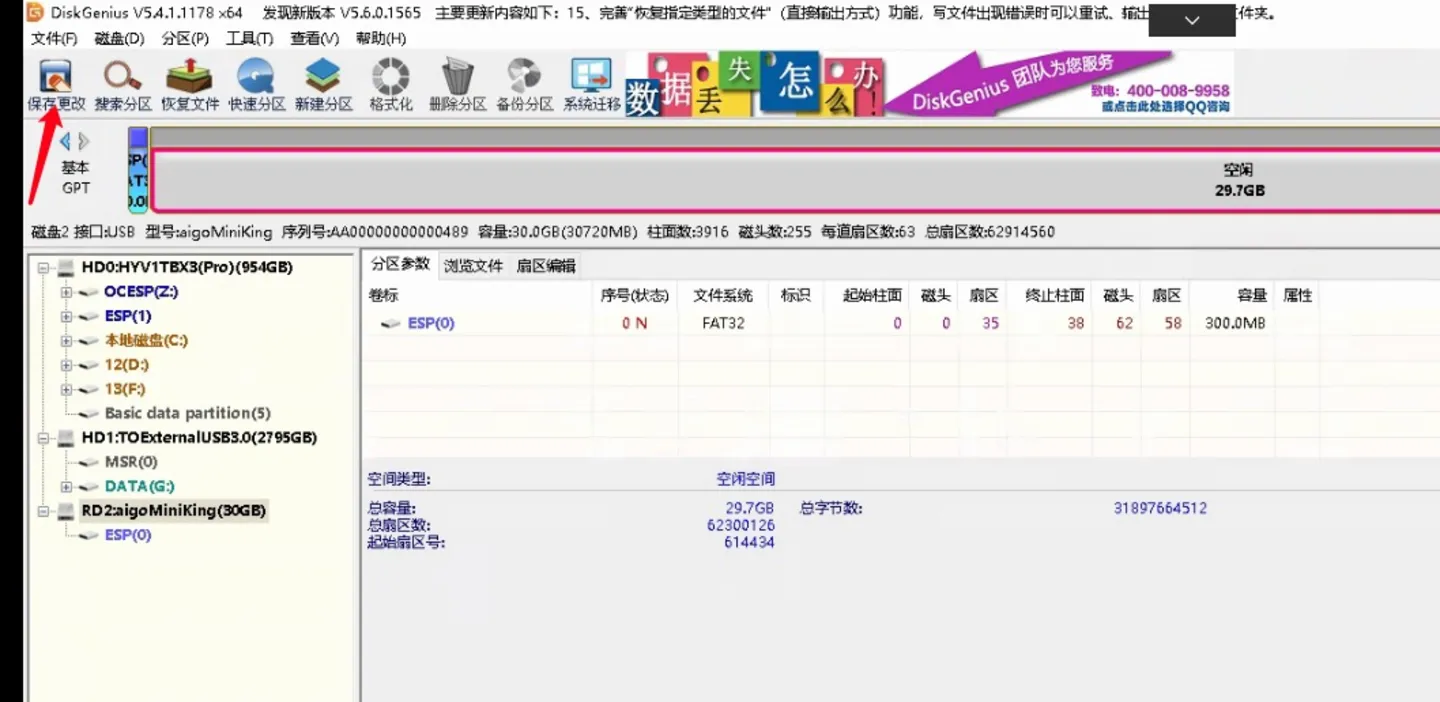 DiskGenius V5.4.1.1178 x64 发现新版本 V5.6.0.1565 主要更新内容如下：15、完善“恢复指定类型的文件”（直接输出方式）功能，写文件出现错误时可以重试、输出 件夹。
文件(F) 磁盘(D) 分区(P) 工具(T) 查看(V) 帮助(H)
保存更改 搜索分区 恢复文件 快速分区 新建分区 格式化 删除分区 备份分区 系统迁移
数据丢失怎么办！
DiskGenius 团队为您服务
致电：400-008-9958
或点击此处选择QQ咨询
基本
GPT
空闲
29.7GB
磁盘2 接口:USB 型号:aigoMiniKing 序列号:AA00000000000489 容量:30.0GB(30720MB) 柱面数:3916 磁头数:255 每道扇区数:63 总扇区数:62914560
HD0:HYV1TBX3(Pro)(954GB)
OCESP(Z:)
ESP(1)
本地磁盘(C:)
12(D:)
13(F:)
Basic data partition(5)
HD1:TOExternalUSB3.0(2795GB)
MSR(0)
DATA(G:)
RD2:aigoMiniKing(30GB)
ESP(0)
分区参数 浏览文件 扇区编辑
卷标 序号(状态) 文件系统 标识 起始柱面 磁头 扇区 终止柱面 磁头 扇区 容量 属性
ESP(0) 0 N FAT32 0 0 35 38 62 58 300.0MB
空间类型: 空闲空间
总容量: 29.7GB 总字节数: 31897664512
总扇区数: 62300126
起始扇区号: 614434